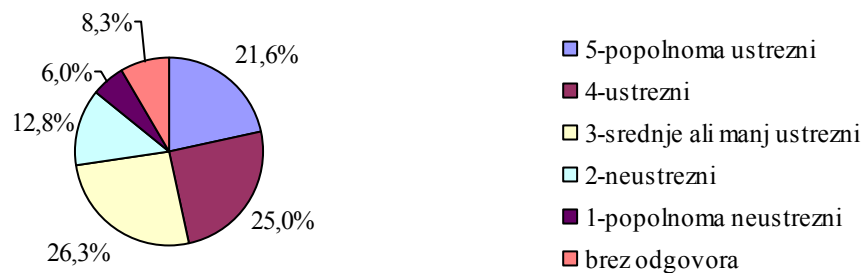 8,3%
6,0%
12,8%
26,3%
21,6%
25,0%
5-popolnoma ustrezni
4-ustrezni
3-srednje ali manj ustrezni
2-neustrezni
1-popolnoma neustrezni
brez odgovora